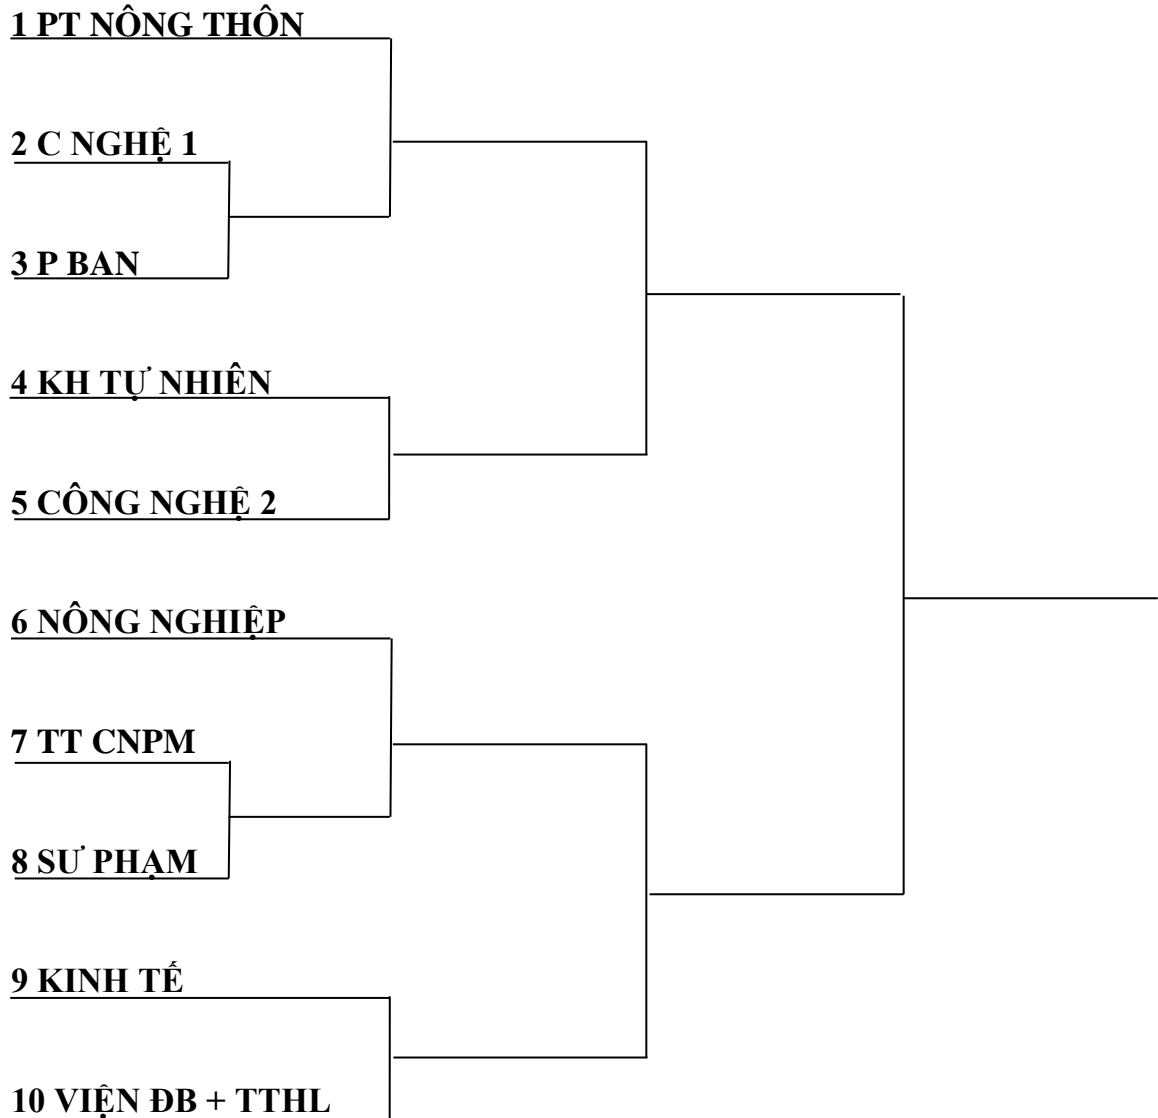 1 PT NÔNG THÔN
2 C NGHỆ 1
3 P BAN
4 KH TỰ NHIÊN
5 CÔNG NGHỆ 2
6 NÔNG NGHIỆP
7 TT CNPM
8 SƯ PHẠM
9 KINH TẾ
10 VIỆN ĐB + TTHL